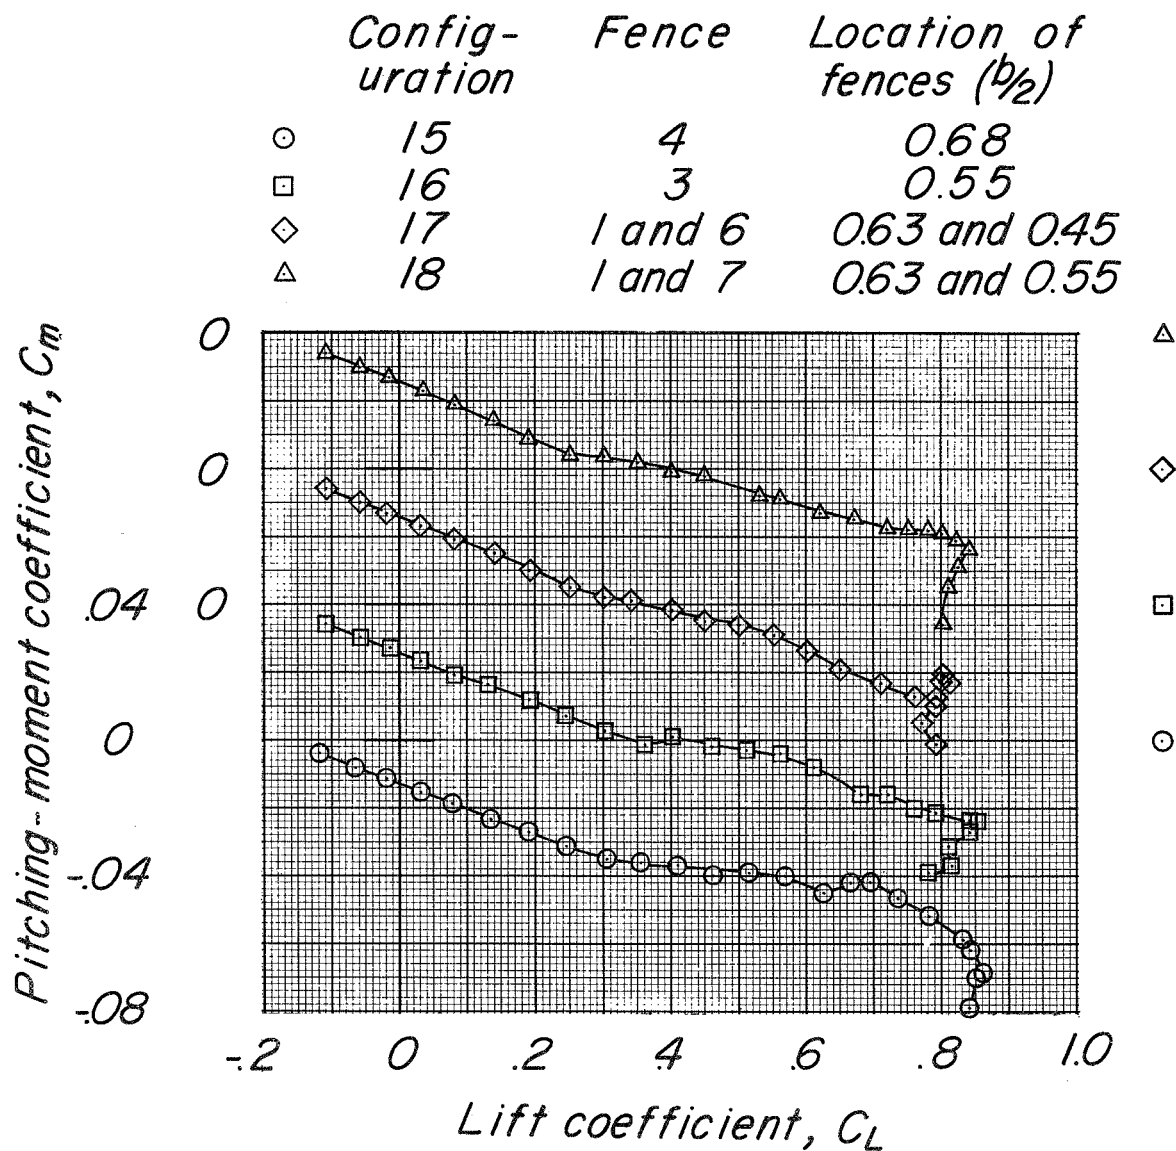 Config- Fence Location of
uration fences (b/2)
15 4 0.68
16 3 0.55
17 1 and 6 0.63 and 0.45
18 1 and 7 0.63 and 0.55
Pitching-moment coefficient, Cm
0
0
.04 0
0
-.04
-.08
-.2 0 .2 .4 .6 .8 1.0
Lift coefficient, CL